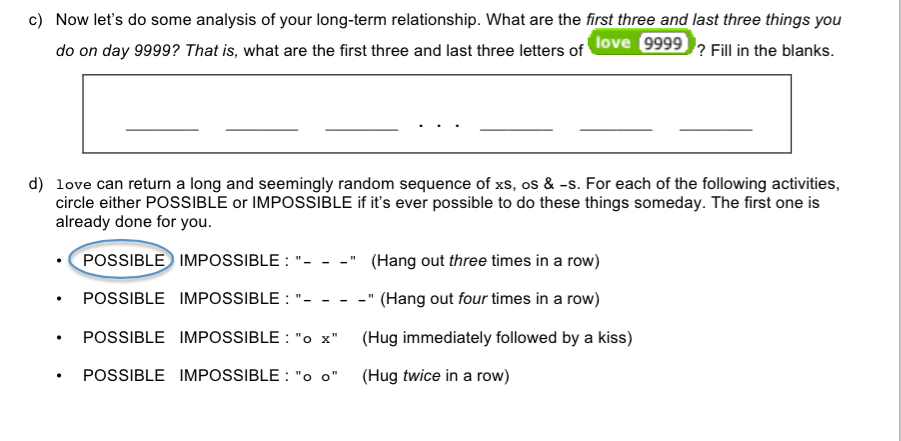 c) Now let's do some analysis of your long-term relationship. What are the first three and last three things you
do on day 9999? That is, what are the first three and last three letters of love 9999 ? Fill in the blanks.
______ ______ ______ . . . ______ ______ ______
d) love can return a long and seemingly random sequence of xs, os & –s. For each of the following activities,
circle either POSSIBLE or IMPOSSIBLE if it's ever possible to do these things someday. The first one is
already done for you.
• POSSIBLE IMPOSSIBLE : "– – –" (Hang out three times in a row)
• POSSIBLE IMPOSSIBLE : "– – – –" (Hang out four times in a row)
• POSSIBLE IMPOSSIBLE : "o x" (Hug immediately followed by a kiss)
• POSSIBLE IMPOSSIBLE : "o o" (Hug twice in a row)